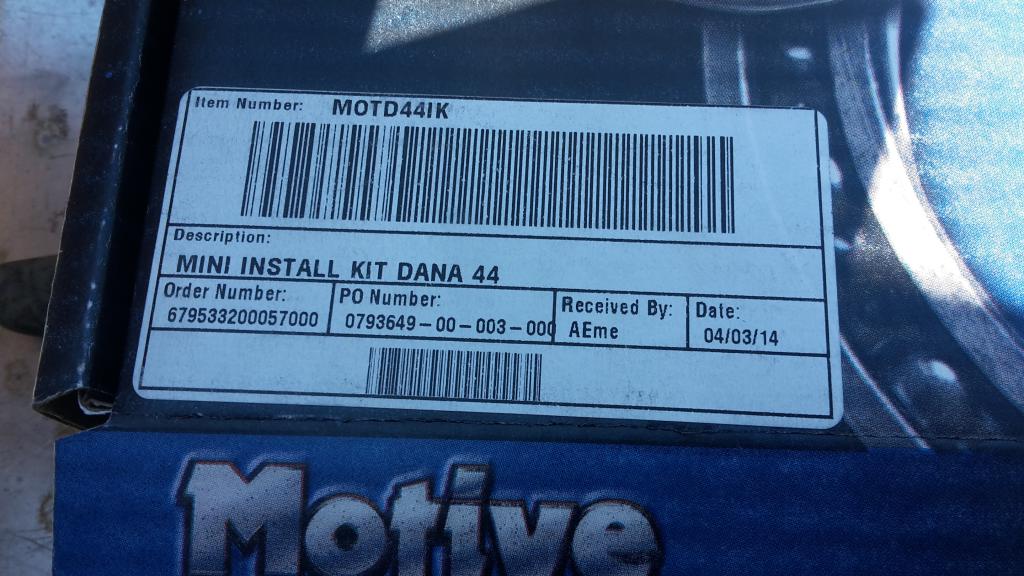 Item Number: MOTD44IK
Description:
MINI INSTALL KIT DANA 44
Order Number:
679533200057000
PO Number:
0793649-00-003-000
Received By:
AEme
Date:
04/03/14
Motive